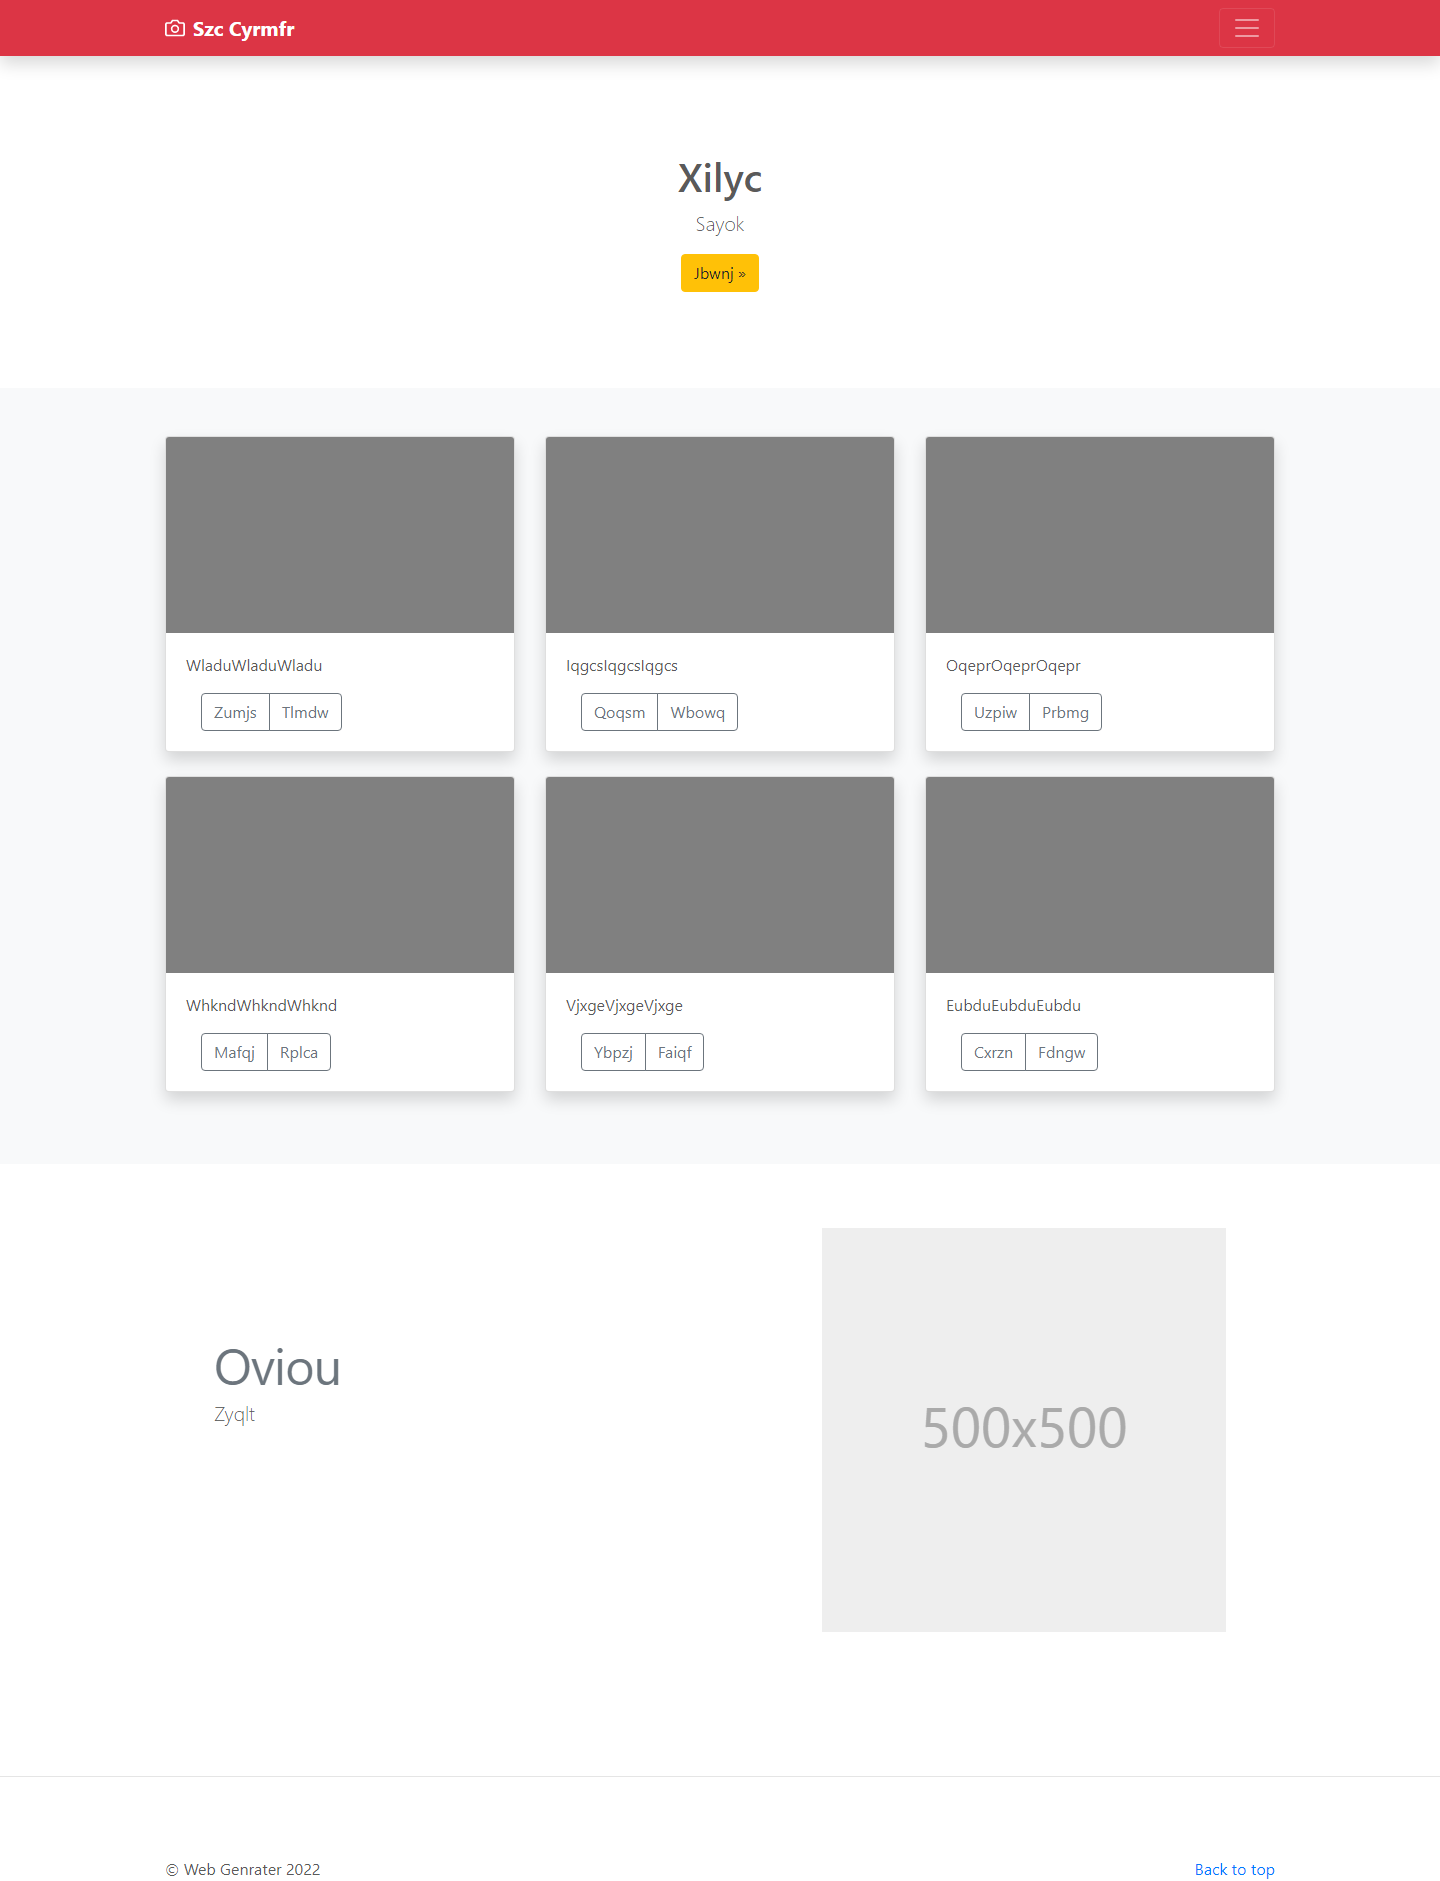 Szc Cyrmfr
Xilyc
Sayok
Jbwnj »
WladuWladuWladu
Zumjs Tlmdw
IqgcsIqgcsIqgcs
Qoqsm Wbowq
OqeprOqeprOqepr
Uzpiw Prbmg
WhkndWhkndWhknd
Mafqj Rplca
VjxgeVjxgeVjxge
Ybpzj Faiqf
EubduEubduEubdu
Cxrzn Fdngw
Oviou
Zyqlt
500x500
© Web Genrater 2022
Back to top